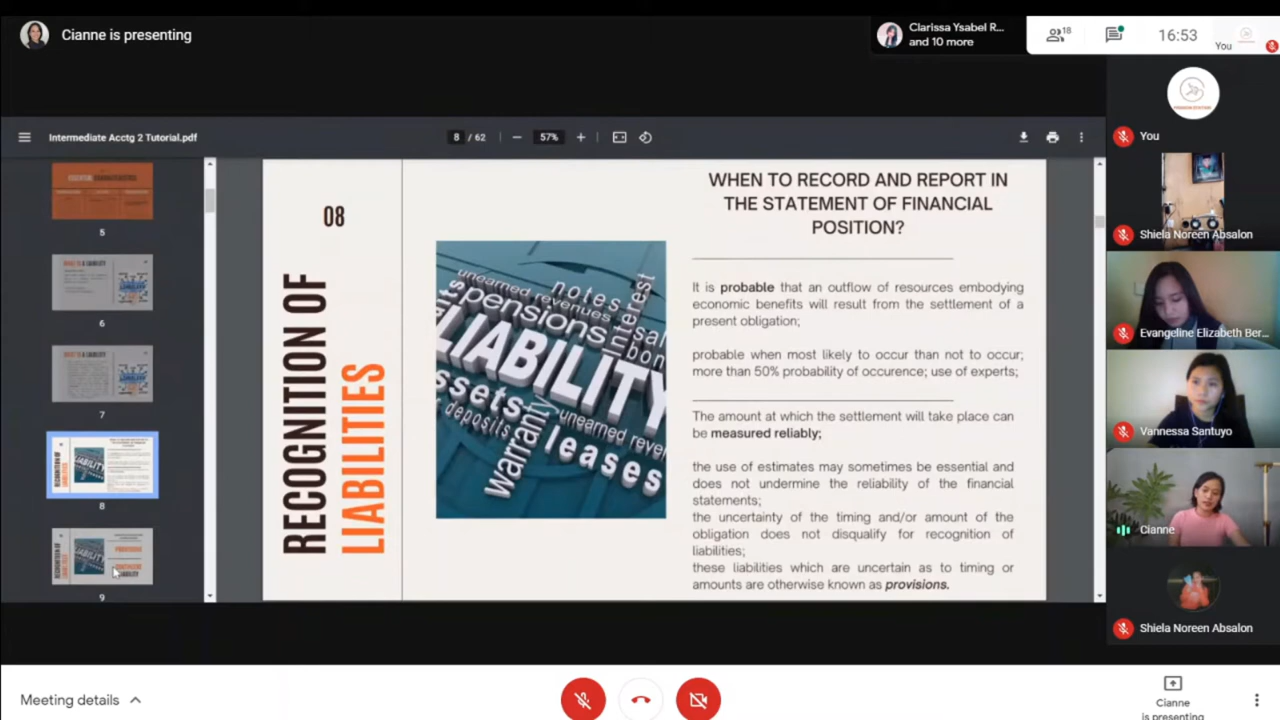 Cianne is presenting
Clarissa Ysabel R...
and 10 more
18
16:53
You
Intermediate Acctg 2 Tutorial.pdf
8 / 62
57%
You
Shiela Noreen Absalon
Evangeline Elizabeth Ber...
Vannessa Santuyo
Cianne
Shiela Noreen Absalon
5
6
7
8
9
08
RECOGNITION OF
LIABILITIES
unearned revenues
notes
interest
pensions
LIABILITY
deposits
warranty
unearned reve
leases
WHEN TO RECORD AND REPORT IN
THE STATEMENT OF FINANCIAL
POSITION?
It is probable that an outflow of resources embodying
economic benefits will result from the settlement of a
present obligation;
probable when most likely to occur than not to occur;
more than 50% probability of occurence; use of experts;
The amount at which the settlement will take place can
be measured reliably;
the use of estimates may sometimes be essential and
does not undermine the reliability of the financial
statements;
the uncertainty of the timing and/or amount of the
obligation does not disqualify for recognition of
liabilities;
these liabilities which are uncertain as to timing or
amounts are otherwise known as provisions.
Meeting details
Cianne
is presenting